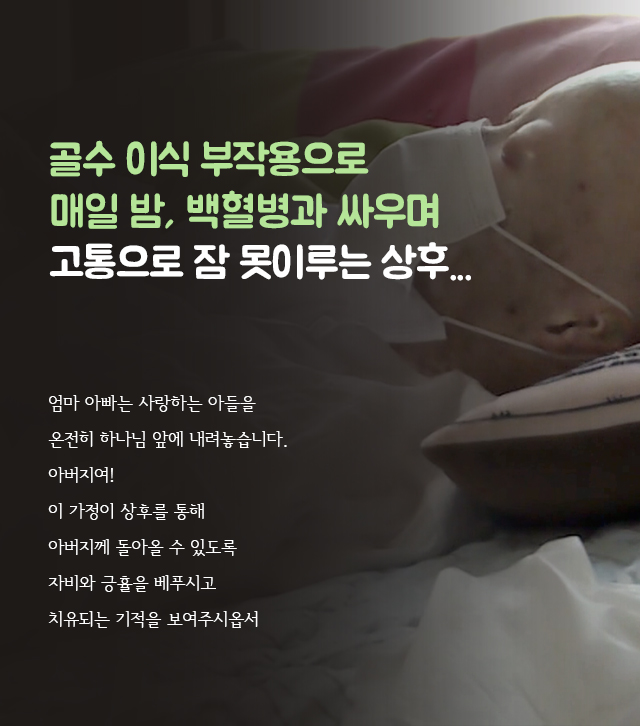 골수 이식 부작용으로
매일 밤, 백혈병과 싸우며
고통으로 잠 못이루는 상후...
엄마 아빠는 사랑하는 아들을
온전히 하나님 앞에 내려놓습니다.
아버지여!
이 가정이 상후를 통해
아버지께 돌아올 수 있도록
자비와 긍휼을 베푸시고
치유되는 기적을 보여주시옵서